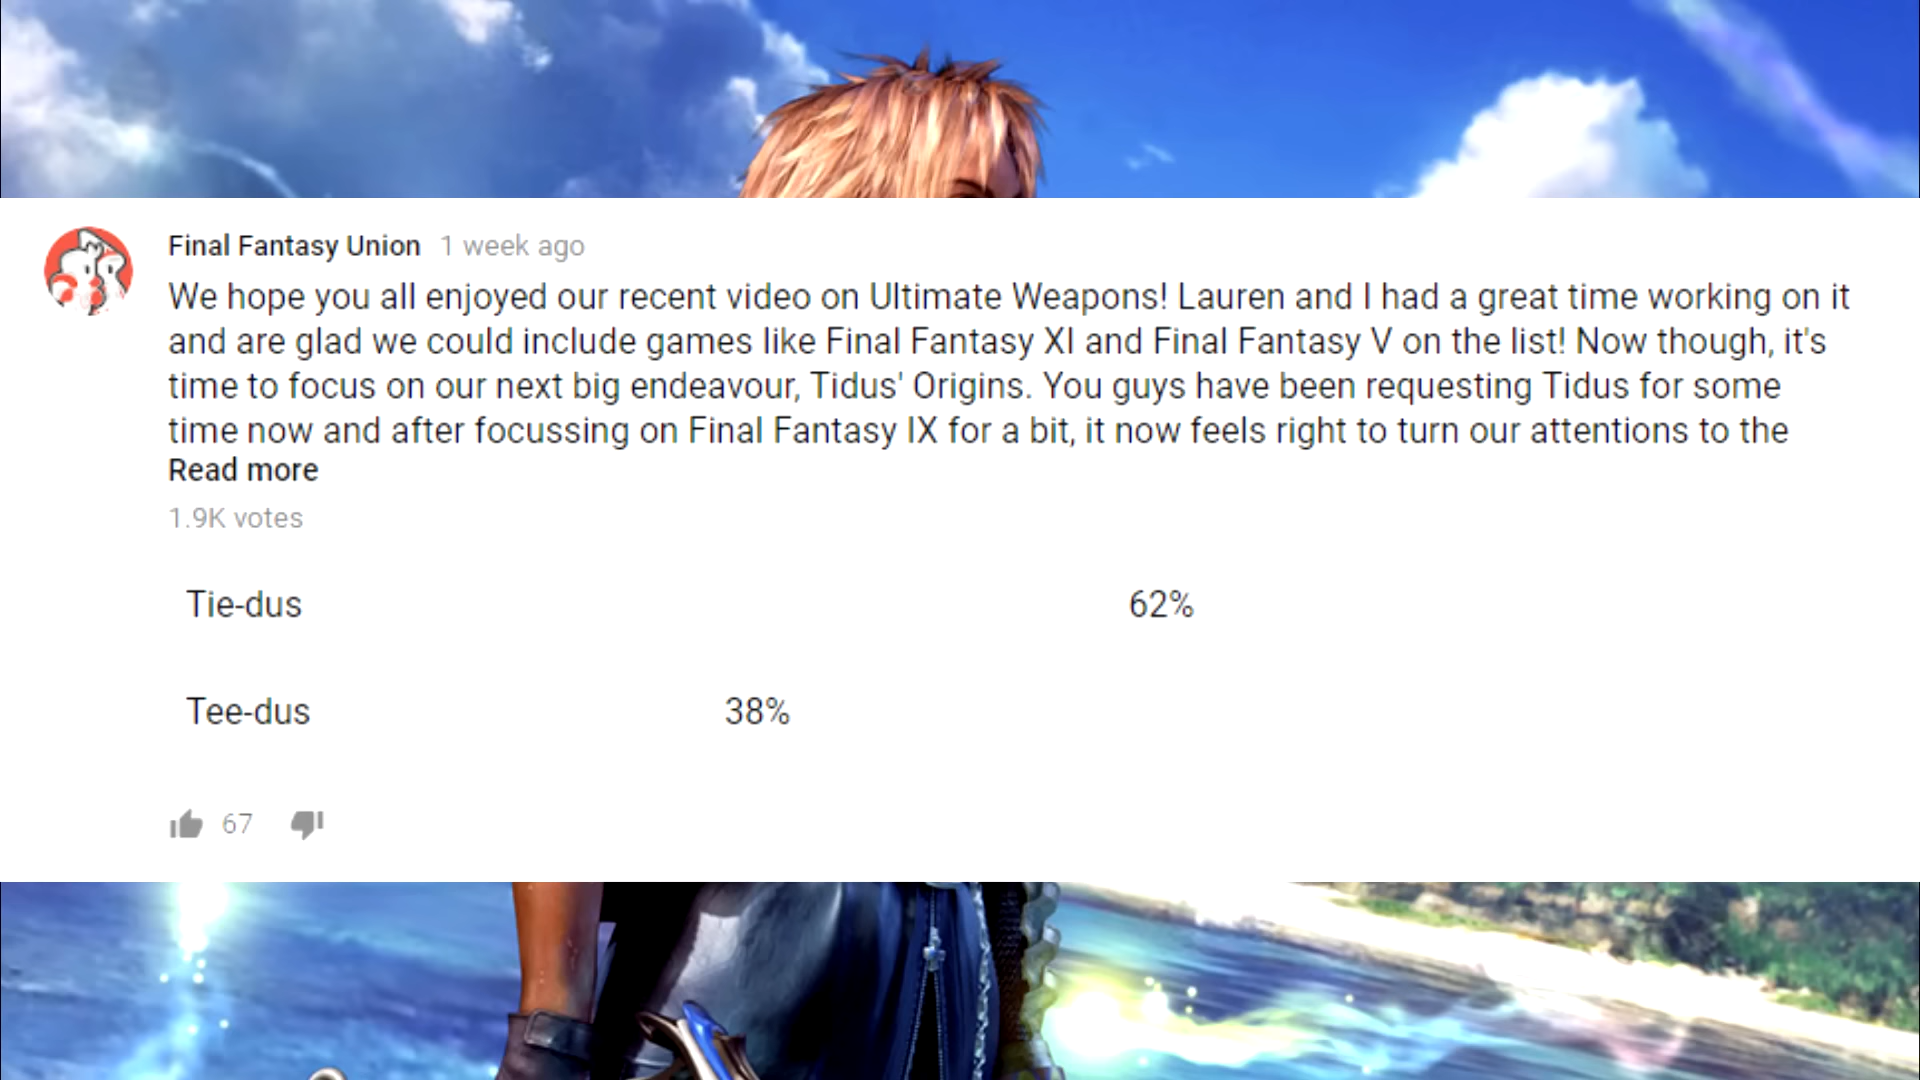 Final Fantasy Union 1 week ago
We hope you all enjoyed our recent video on Ultimate Weapons! Lauren and I had a great time working on it
and are glad we could include games like Final Fantasy XI and Final Fantasy V on the list! Now though, it's
time to focus on our next big endeavour, Tidus' Origins. You guys have been requesting Tidus for some
time now and after focussing on Final Fantasy IX for a bit, it now feels right to turn our attentions to the
Read more
1.9K votes
Tie-dus 62%
Tee-dus 38%
67